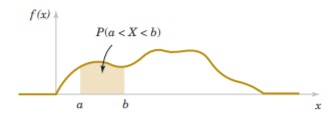 f(x)
P(a < X < b)
a b x